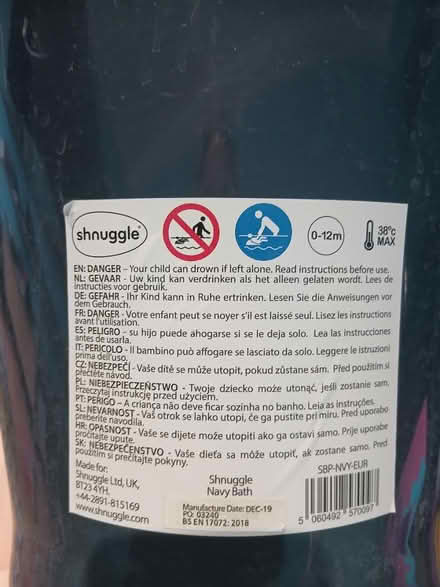 shnuggle®
0-12m
38°c
MAX
EN: DANGER – Your child can drown if left alone. Read instructions before use.
NL: GEVAAR - Uw kind kan verdrinken als het alleen gelaten wordt. Lees de
instructies voor gebruik.
DE: GEFAHR - Ihr Kind kann in Ruhe ertrinken. Lesen Sie die Anweisungen vor
dem Gebrauch.
FR: DANGER - Votre enfant peut se noyer s'il est laissé seul. Lisez les instructions
avant l'utilisation.
ES: PELIGRO – su hijo puede ahogarse si se le deja solo. Lea las instrucciones
antes de usarla.
IT: PERICOLO - Il bambino può affogare se lasciato da solo. Leggere le istruzioni
prima dell'uso.
CZ: NEBEZPEČÍ - Vaše dítě se může utopit, pokud zůstane sám. Před použitím si
přečtěte návod.
PL: NIEBEZPIECZEŃSTWO - Twoje dziecko może utonąć, jeśli zostanie sam.
Przeczytaj instrukcję przed użyciem.
PT: PERIGO – A criança não deve ficar sozinha no banho. Leia as instruções.
SL: NEVARNOST - Vaš otrok se lahko utopi, če ga pustite pri miru. Pred uporabo
preberite navodila.
HR: OPASNOST - Vaše se dijete može utopiti ako ga ostavi samo. Prije uporabe
pročitajte upute.
SK: NEBEZPEČENSTVO - Vaše dieťa sa môže utopiť, ak zostane sam. Pred
použitím si prečítajte pokyny.
Made for:
Shnuggle Ltd, UK,
BT23 4YH.
+44-2891-815169
www.shnuggle.com
Shnuggle
Navy Bath
Manufacture Date: DEC-19
PO: 03240
BS EN 17072: 2018
SBP-NVY-EUR
5 060492 570097